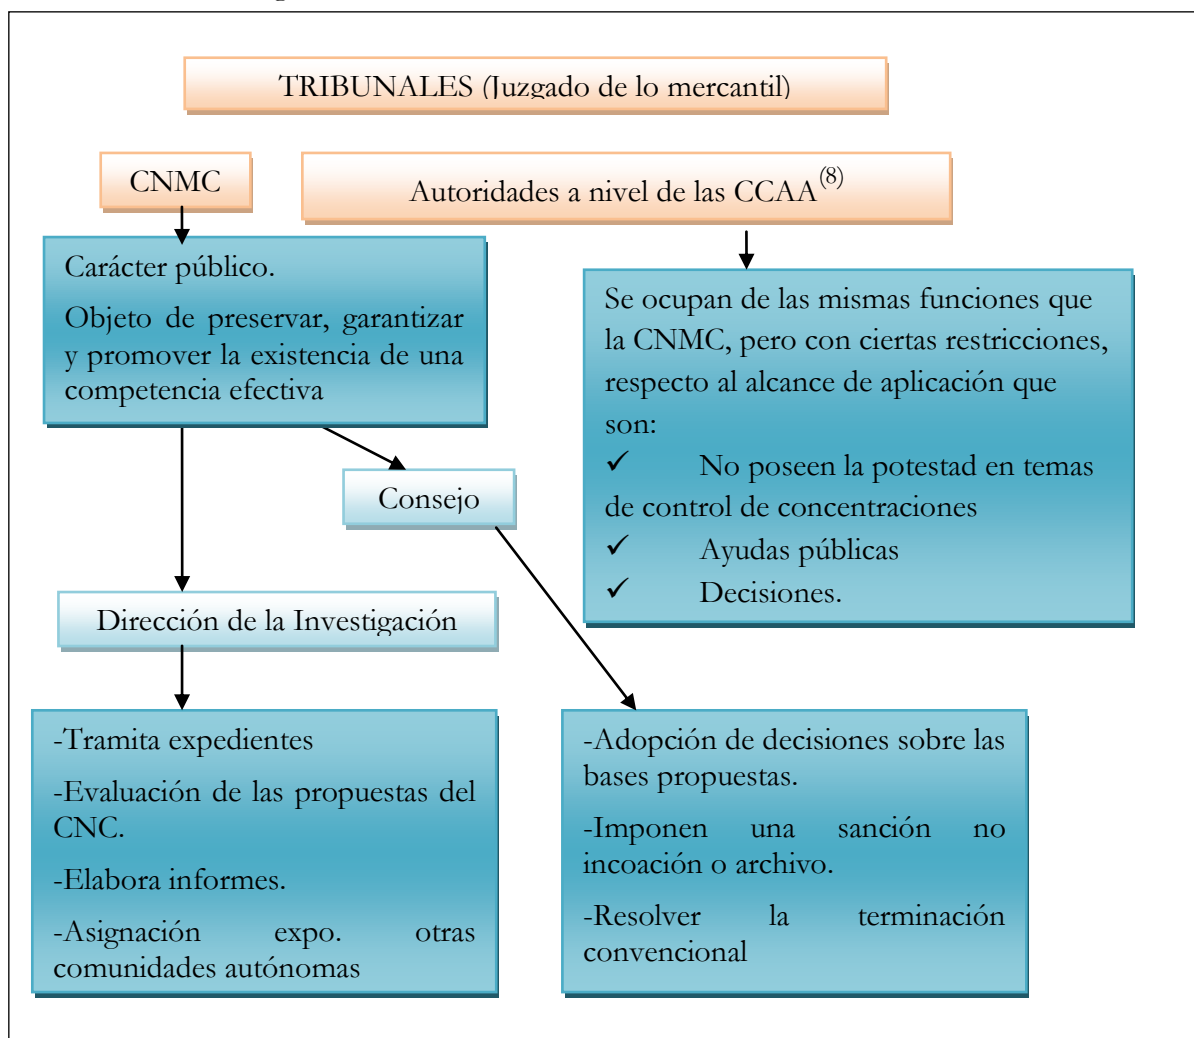 TRIBUNALES (Juzgado de lo mercantil)
CNMC
Autoridades a nivel de las CCAA(8)
Carácter público.
Objeto de preservar, garantizar
y promover la existencia de una
competencia efectiva
Se ocupan de las mismas funciones que
la CNMC, pero con ciertas restricciones,
respecto al alcance de aplicación que
son:
✓ No poseen la potestad en temas
de control de concentraciones
✓ Ayudas públicas
✓ Decisiones.
Consejo
Dirección de la Investigación
-Tramita expedientes
-Evaluación de las propuestas del
CNC.
-Elabora informes.
-Asignación expo. otras
comunidades autónomas
-Adopción de decisiones sobre las
bases propuestas.
-Imponen una sanción no
incoación o archivo.
-Resolver la terminación
convencional